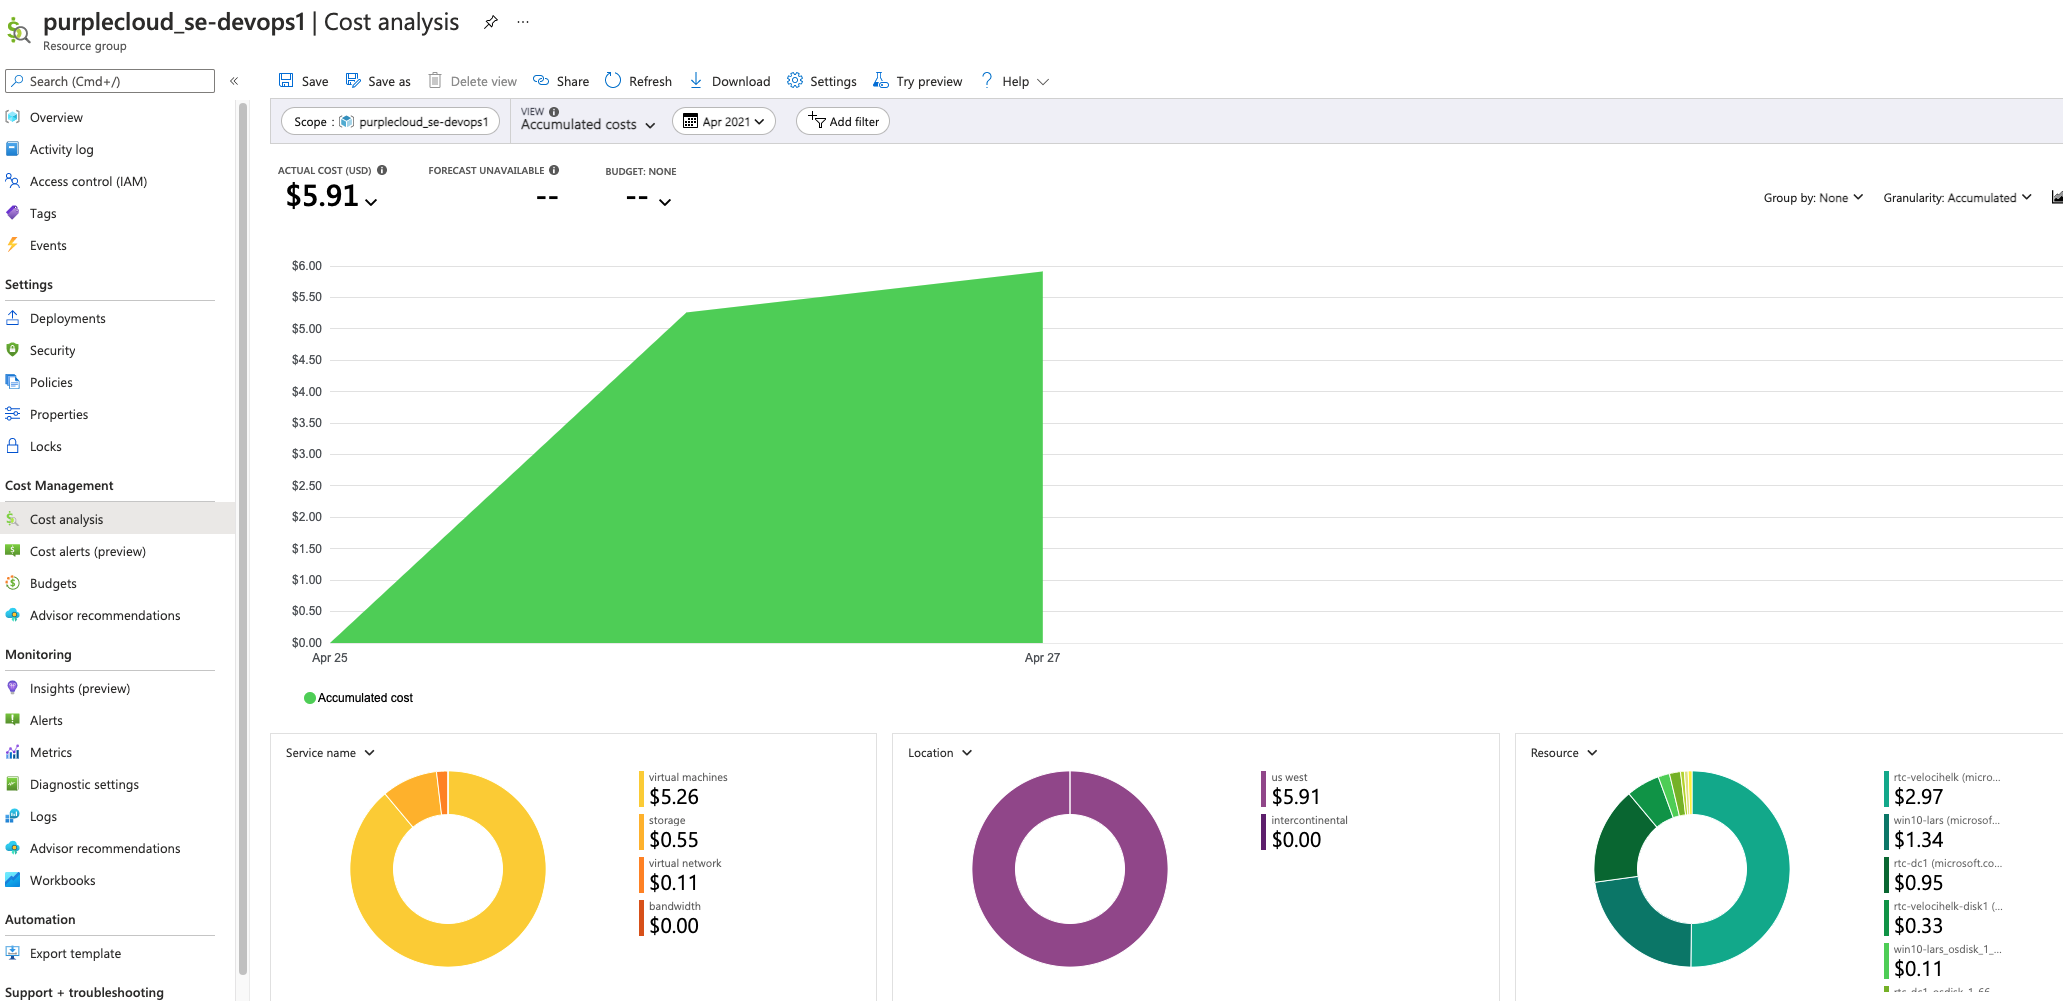 purplecloud_se-devops1 | Cost analysis
Resource group
Search (Cmd+/)
Overview
Activity log
Access control (IAM)
Tags
Events
Settings
Deployments
Security
Policies
Properties
Locks
Cost Management
Cost analysis
Cost alerts (preview)
Budgets
Advisor recommendations
Monitoring
Insights (preview)
Alerts
Metrics
Diagnostic settings
Logs
Advisor recommendations
Workbooks
Automation
Export template
Support + troubleshooting
Save
Save as
Delete view
Share
Refresh
Download
Settings
Try preview
Help
Scope : purplecloud_se-devops1
VIEW
Accumulated costs
Apr 2021
Add filter
ACTUAL COST (USD)
$5.91
FORECAST UNAVAILABLE
--
BUDGET: NONE
--
Group by: None
Granularity: Accumulated
$6.00
$5.50
$5.00
$4.50
$4.00
$3.50
$3.00
$2.50
$2.00
$1.50
$1.00
$0.50
$0.00
Apr 25
Apr 27
Accumulated cost
Service name
virtual machines
$5.26
storage
$0.55
virtual network
$0.11
bandwidth
$0.00
Location
us west
$5.91
intercontinental
$0.00
Resource
rtc-velocihelk (micro...
$2.97
win10-lars (microsof...
$1.34
rtc-dc1 (microsoft.co...
$0.95
rtc-velocihelk-disk1 (...
$0.33
win10-lars_osdisk_1_...
$0.11